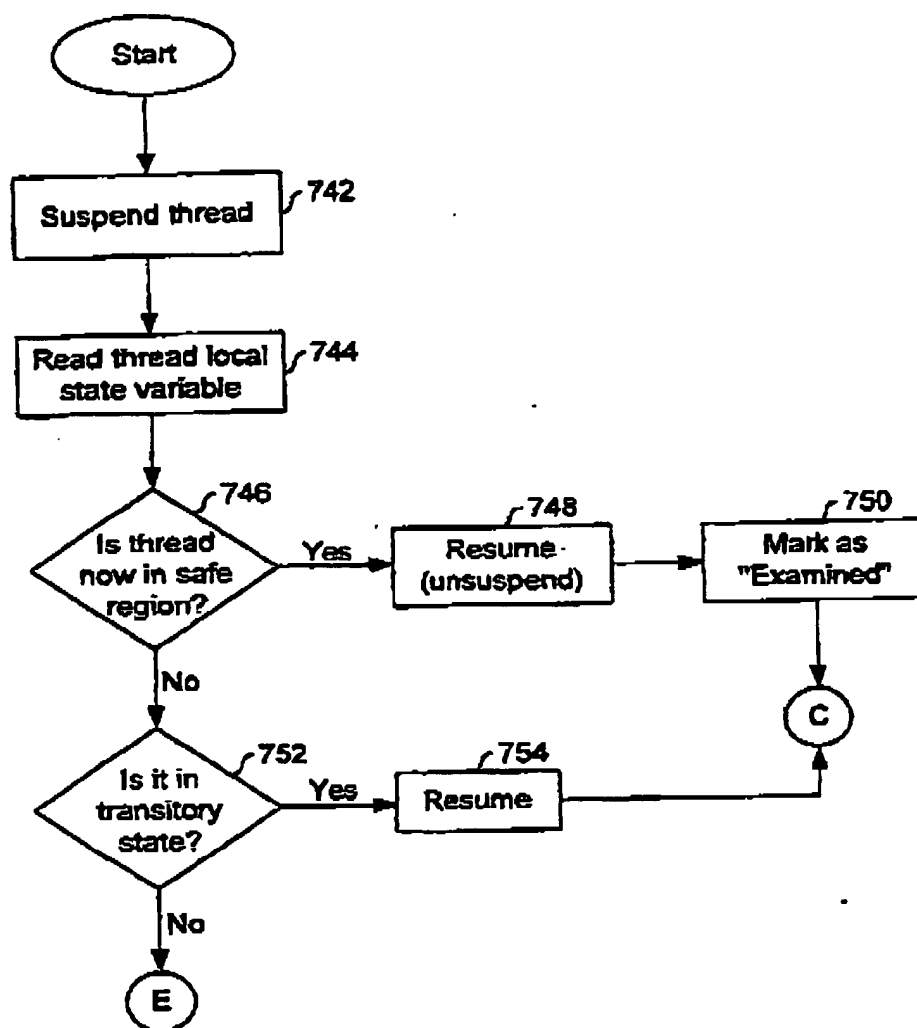 Start
742
Suspend thread
744
Read thread local
state variable
746
Is thread
now in safe
region?
Yes
748
Resume
(unsuspend)
750
Mark as
"Examined"
No
C
752
Is it in
transitory
state?
Yes
754
Resume
No
E